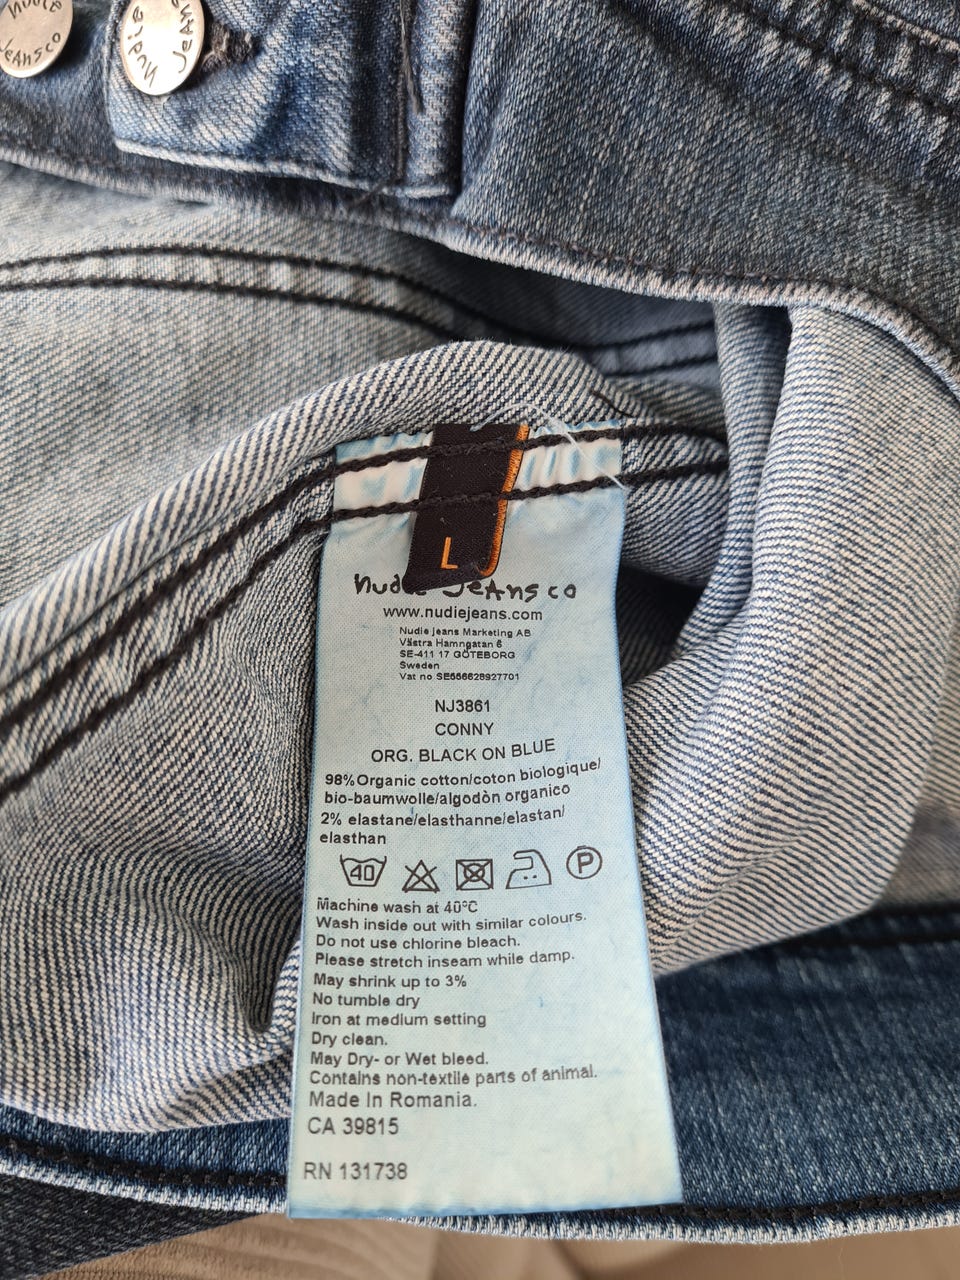 nudie
JeAnsco
nudie
JeAns
L
nudie JeAns co
www.nudiejeans.com
Nudie jeans Marketing AB
Västra Hamngatan 6
SE-411 17 GÖTEBORG
Sweden
Vat no SE556628927701
NJ3861
CONNY
ORG. BLACK ON BLUE
98%Organic cotton/coton biologique/
bio-baumwolle/algodòn organico
2% elastane/elasthanne/elastan/
elasthan
40
P
Machine wash at 40°C
Wash inside out with similar colours.
Do not use chlorine bleach.
Please stretch inseam while damp.
May shrink up to 3%
No tumble dry
Iron at medium setting
Dry clean.
May Dry- or Wet bleed.
Contains non-textile parts of animal.
Made In Romania.
CA 39815
RN 131738